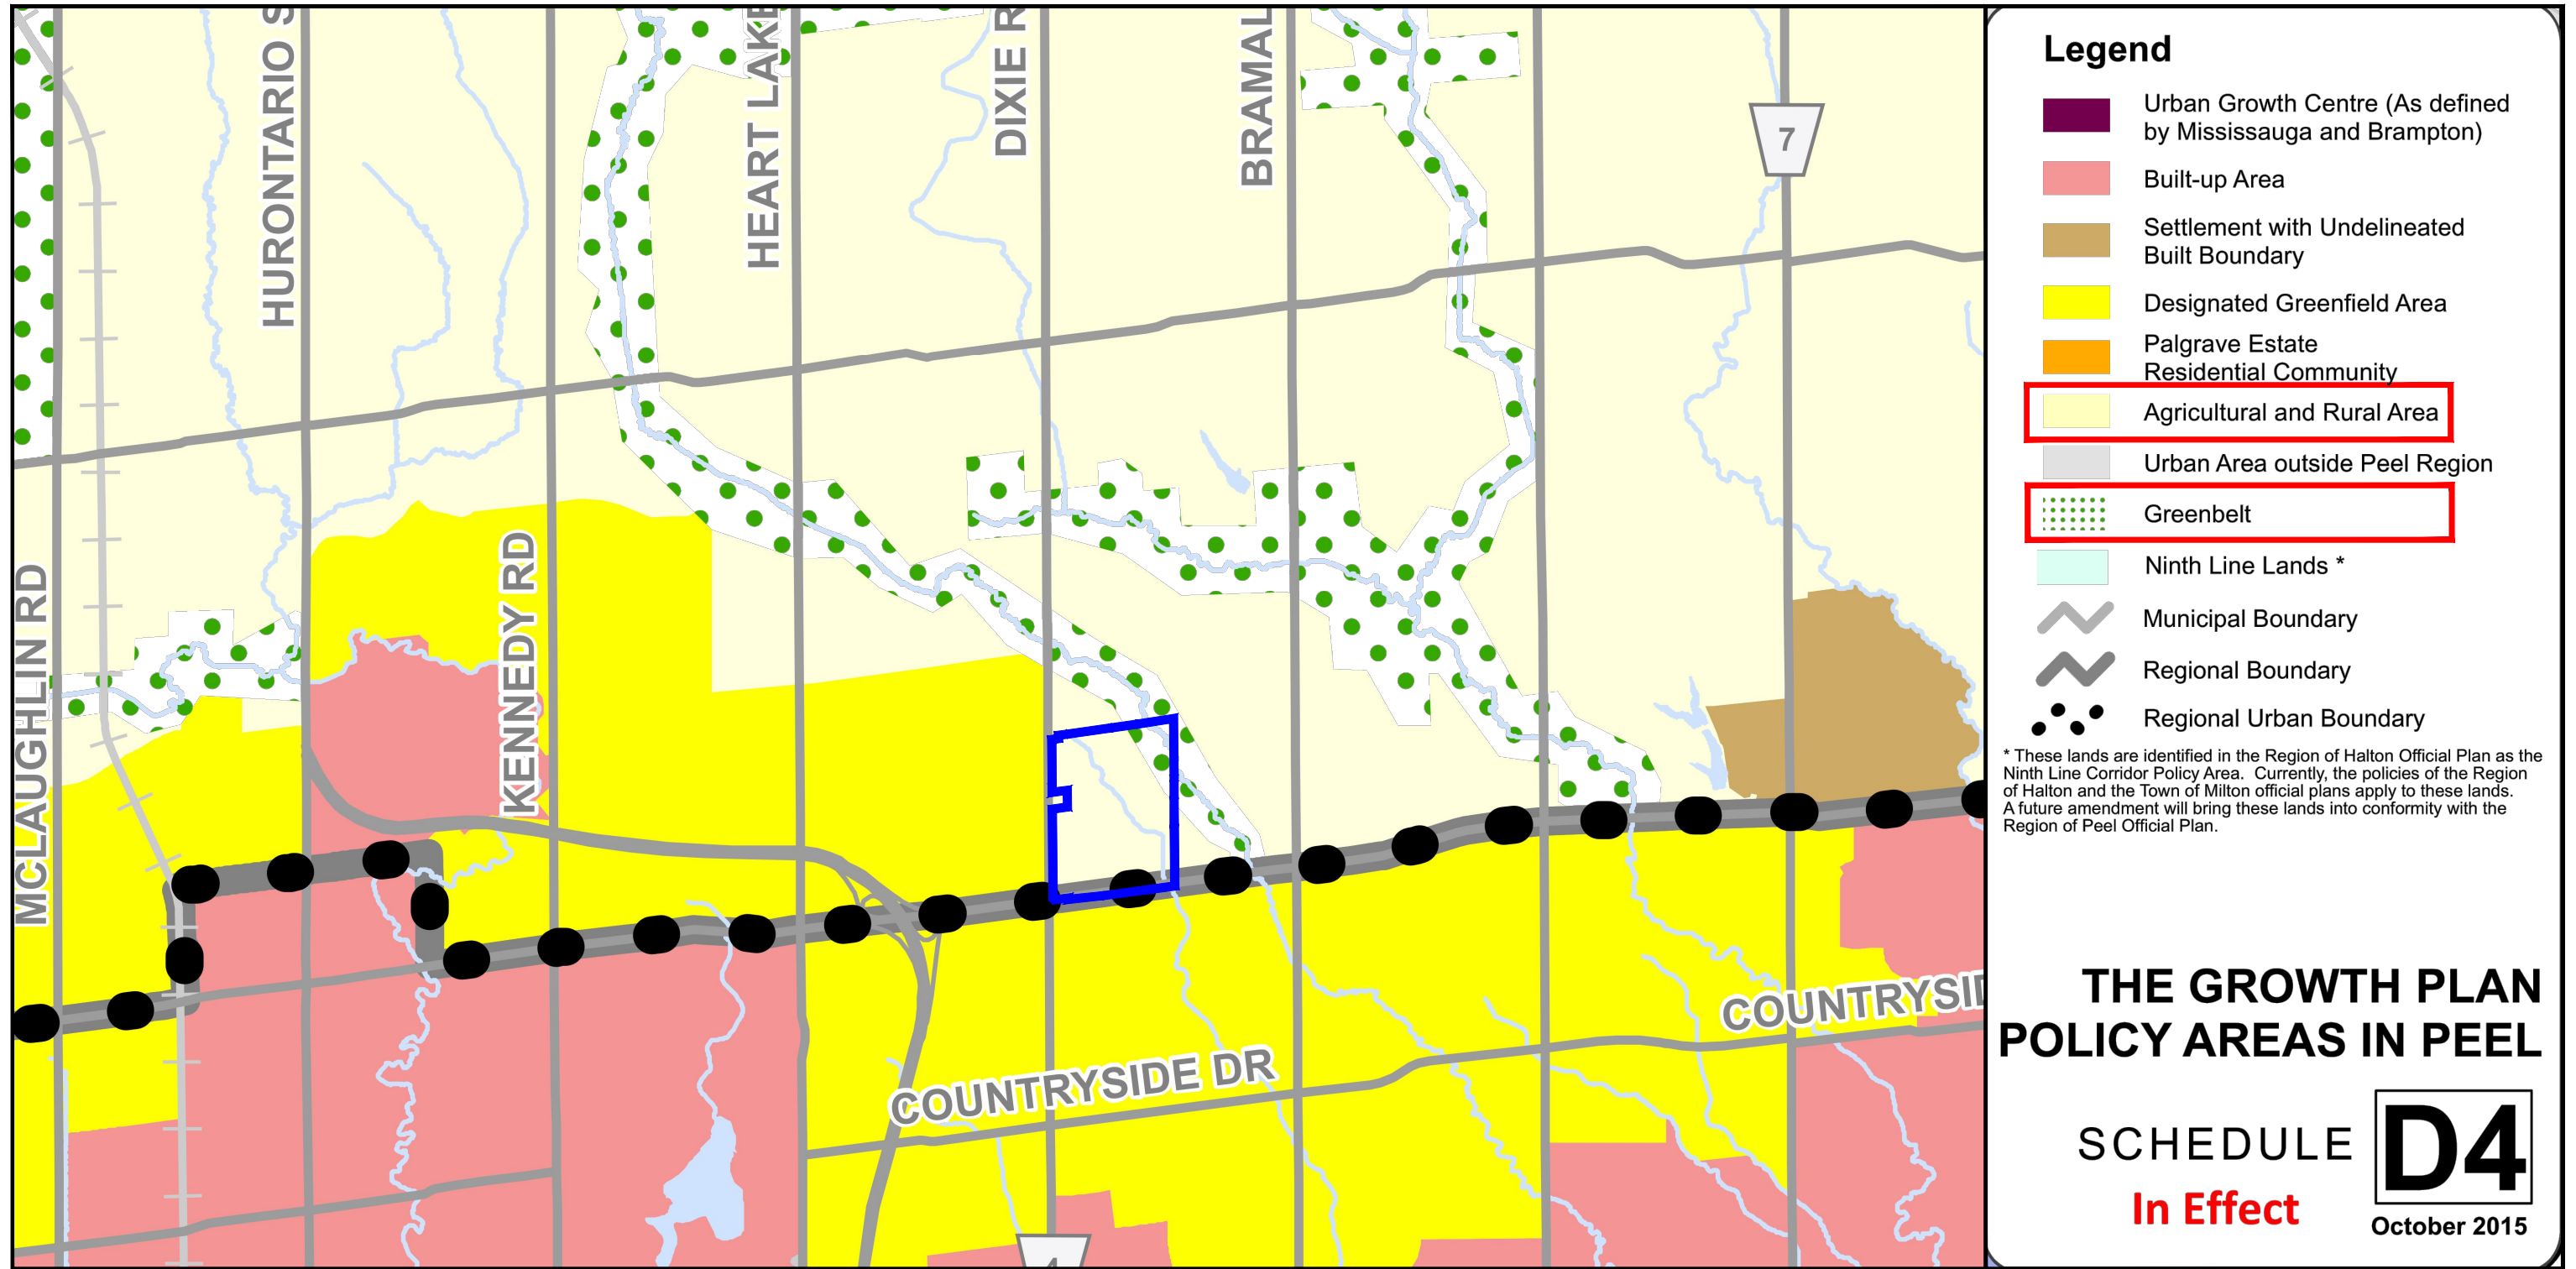 HURONTARIO S
HEART LAKE
DIXIE R
BRAMAL
7
KENNEDY RD
MCLAUGHLIN RD
COUNTRYSID
COUNTRYSIDE DR
4
Legend
Urban Growth Centre (As defined
by Mississauga and Brampton)
Built-up Area
Settlement with Undelineated
Built Boundary
Designated Greenfield Area
Palgrave Estate
Residential Community
Agricultural and Rural Area
Urban Area outside Peel Region
Greenbelt
Ninth Line Lands *
Municipal Boundary
Regional Boundary
Regional Urban Boundary
* These lands are identified in the Region of Halton Official Plan as the
Ninth Line Corridor Policy Area. Currently, the policies of the Region
of Halton and the Town of Milton official plans apply to these lands.
A future amendment will bring these lands into conformity with the
Region of Peel Official Plan.
THE GROWTH PLAN
POLICY AREAS IN PEEL
SCHEDULE D4
In Effect
October 2015